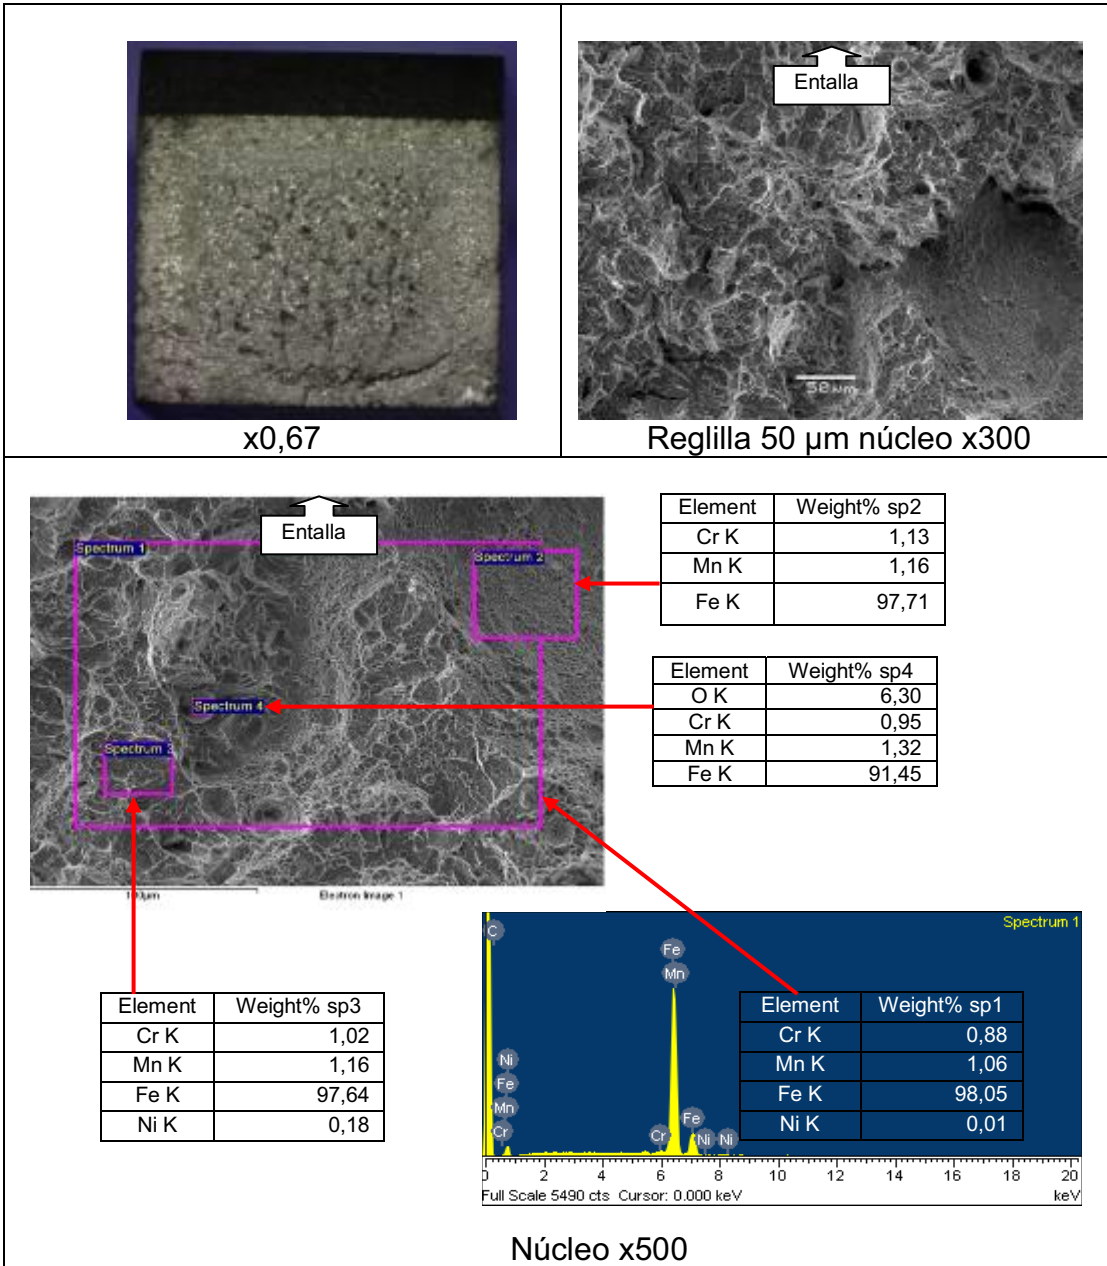 Entalla
50 µm
x0,67
Reglilla 50 µm núcleo x300
Entalla
Spectrum 1
Spectrum 2
Spectrum 4
Spectrum 3
100µm
Electron Image 1
Element Weight% sp2
Cr K 1,13
Mn K 1,16
Fe K 97,71
Element Weight% sp4
O K 6,30
Cr K 0,95
Mn K 1,32
Fe K 91,45
Element Weight% sp3
Cr K 1,02
Mn K 1,16
Fe K 97,64
Ni K 0,18
Spectrum 1
C
Fe
Mn
Ni
Fe
Mn
Cr
Cr
Fe
Ni
Ni
Element Weight% sp1
Cr K 0,88
Mn K 1,06
Fe K 98,05
Ni K 0,01
0 2 4 6 8 10 12 14 16 18 20
Full Scale 5490 cts Cursor: 0.000 keV
keV
Núcleo x500